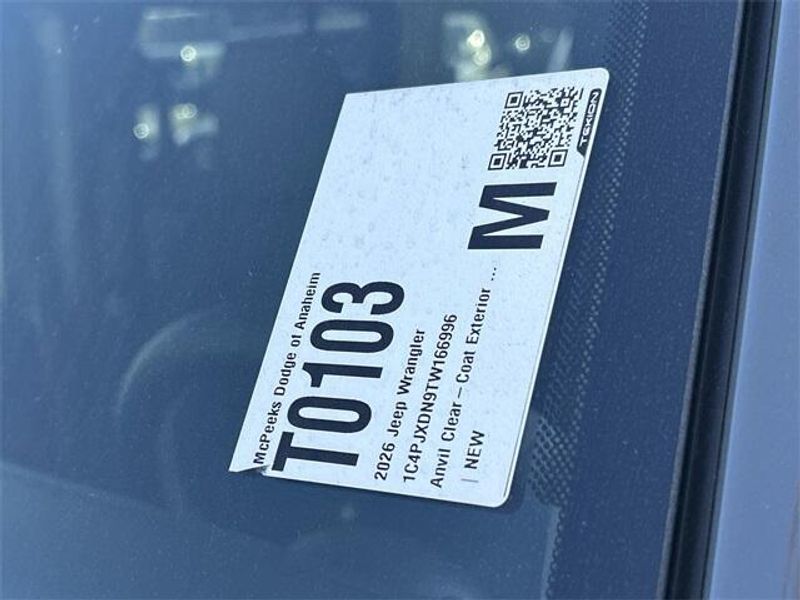 McPeeks Dodge of Anaheim
T0103
2026 Jeep Wrangler
1C4PJXDN9TW166996
Anvil Clear – Coat Exterior ...
| NEW
M
TEKION